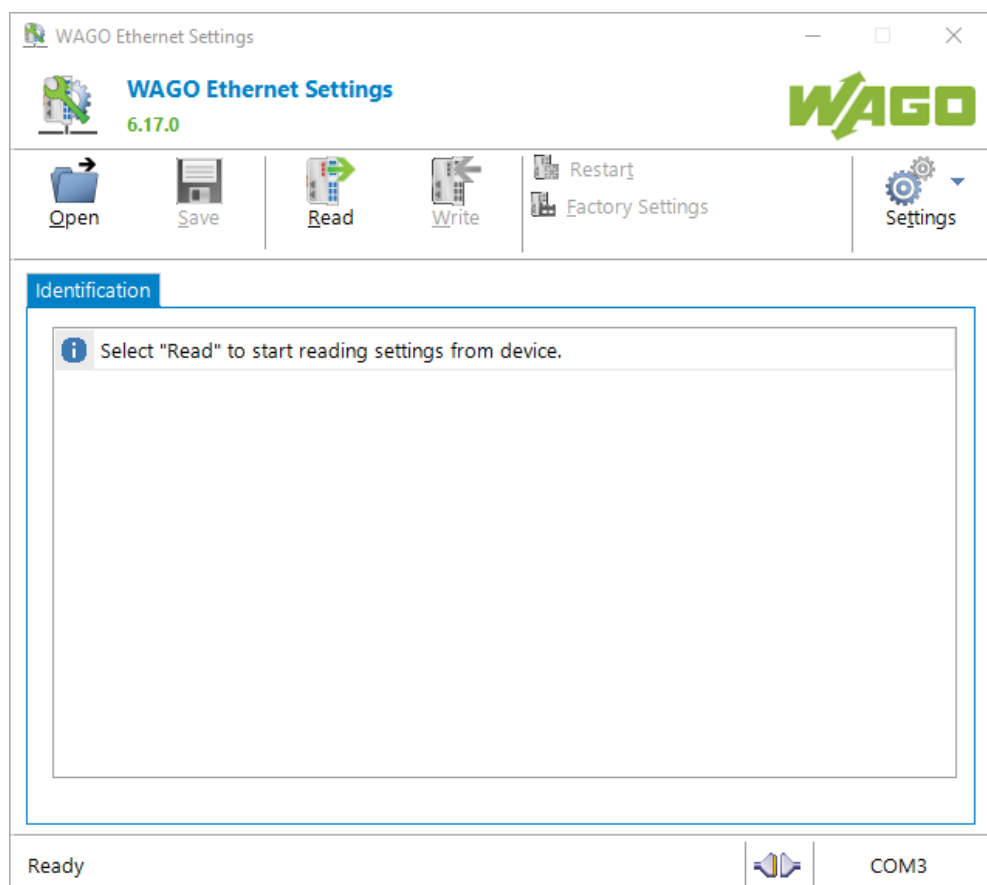 WAGO Ethernet Settings
WAGO Ethernet Settings
6.17.0
WAGO
Open
Save
Read
Write
Restart
Factory Settings
Settings
Identification
Select "Read" to start reading settings from device.
Ready
COM3